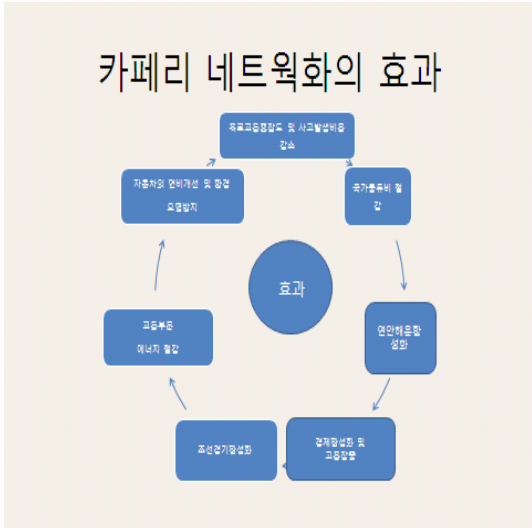 카페리 네트웍화의 효과
육로교통혼잡도 및 사고발생비용
감소
국가물류비 절
감
연안해운활
성화
경제활성화 및
고용창출
조선경기활성화
교통부문
에너지 절감
자동차의 연비개선 및 환경
오염방지
효과